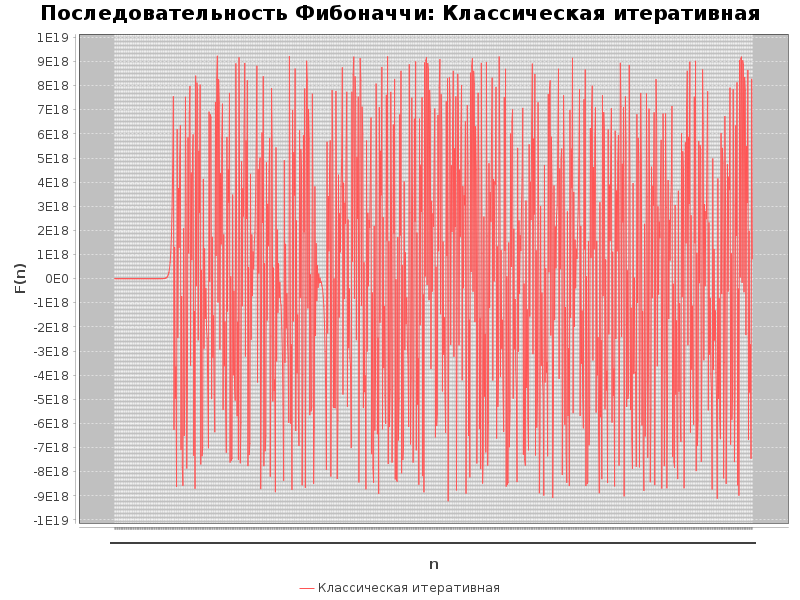 Последовательность Фибоначчи: Классическая итеративная
1E19
9E18
8E18
7E18
6E18
5E18
4E18
3E18
2E18
1E18
0E0
-1E18
-2E18
-3E18
-4E18
-5E18
-6E18
-7E18
-8E18
-9E18
-1E19
F(n)
n
Классическая итеративная